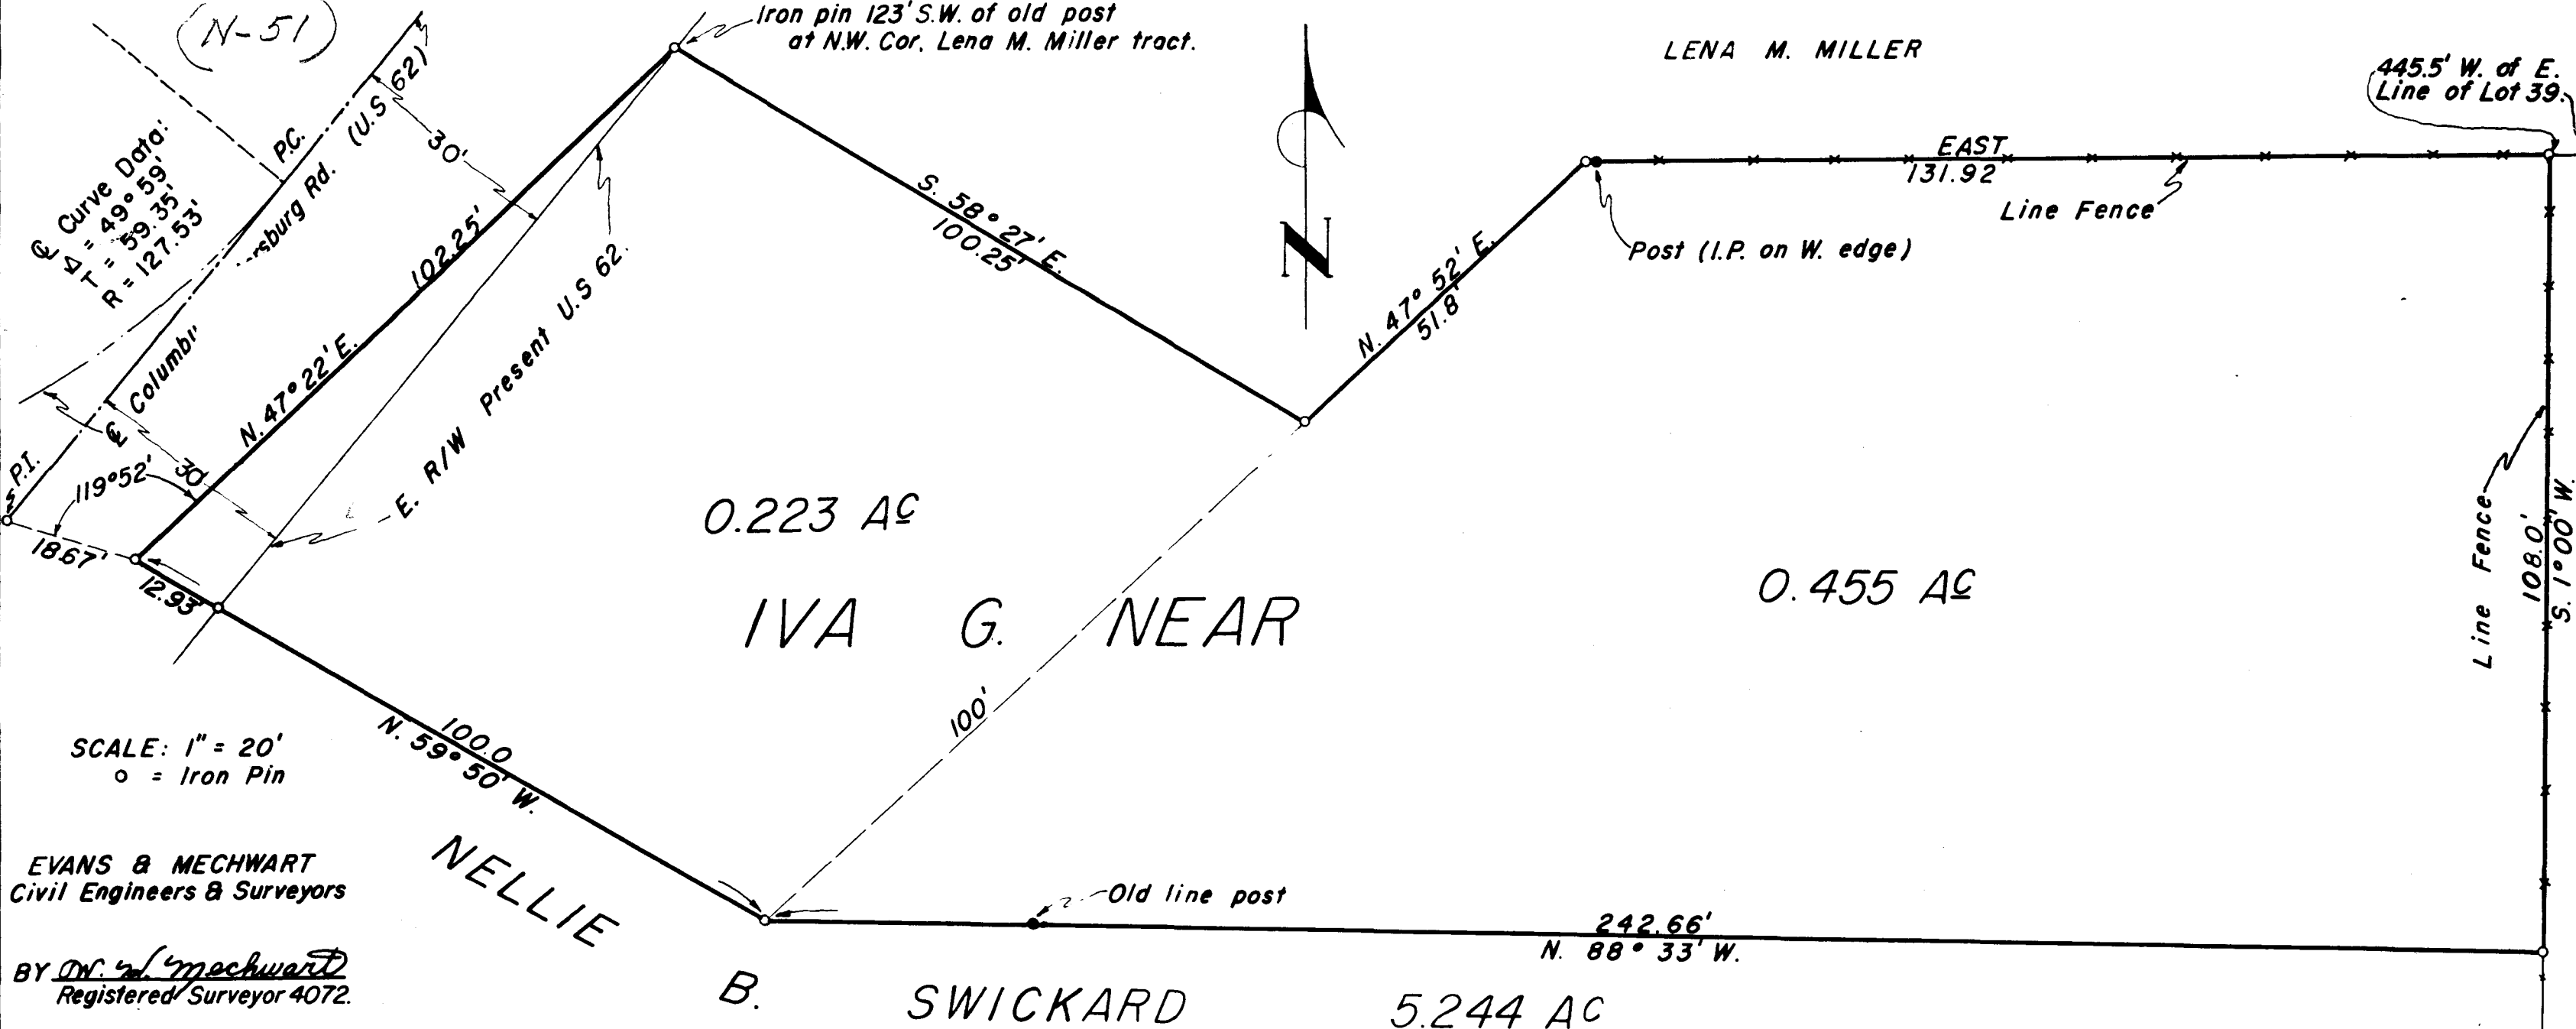 (N-51)
Iron pin 123' S.W. of old post
at N.W. Cor. Lena M. Miller tract.
LENA M. MILLER
445.5' W. of E.
Line of Lot 39.
℄ Curve Data:
Δ = 49°59'
T = 59.35'
R = 127.53'
P.C.
rsburg Rd. (U.S 62)
30'
102.25'
N. 47°22' E.
S. 58°27' E.
100.25'
N
EAST
131.92
Line Fence
Post (I.P. on W. edge)
N. 47° 52' E.
51.8'
℄ Columbi
E. R/W Present U.S 62.
P.I.
119°52'
30'
18.67'
12.93'
0.223 Ac
0.455 Ac
IVA G. NEAR
Line Fence
108.0'
S. 1°00' W.
100'
100.0
N. 59°50' W.
SCALE: 1" = 20'
o = Iron Pin
EVANS & MECHWART
Civil Engineers & Surveyors
BY W. H. Mechwart
Registered Surveyor 4072.
Old line post
242.66'
N. 88° 33' W.
NELLIE B. SWICKARD 5.244 Ac